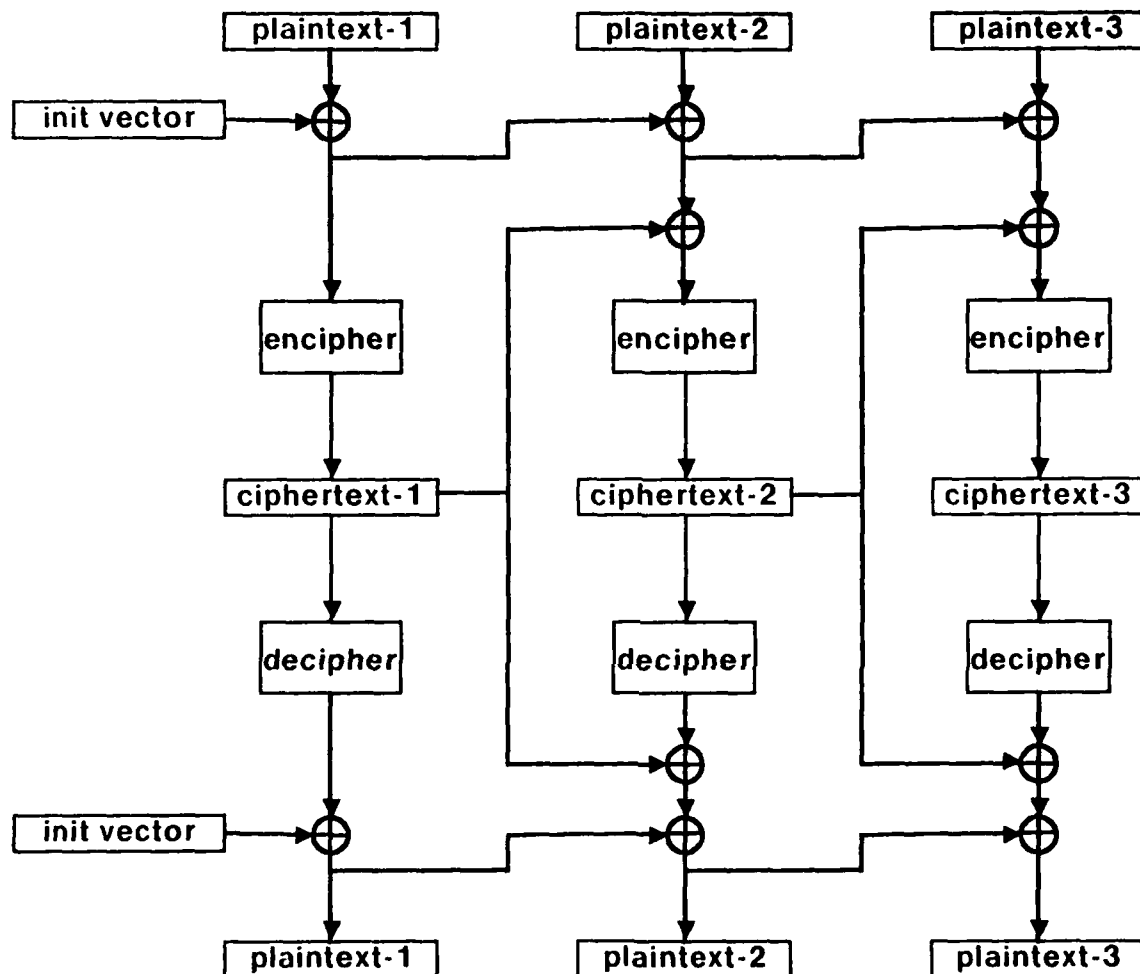 plaintext-1
plaintext-2
plaintext-3
init vector
encipher
encipher
encipher
ciphertext-1
ciphertext-2
ciphertext-3
decipher
decipher
decipher
init vector
plaintext-1
plaintext-2
plaintext-3